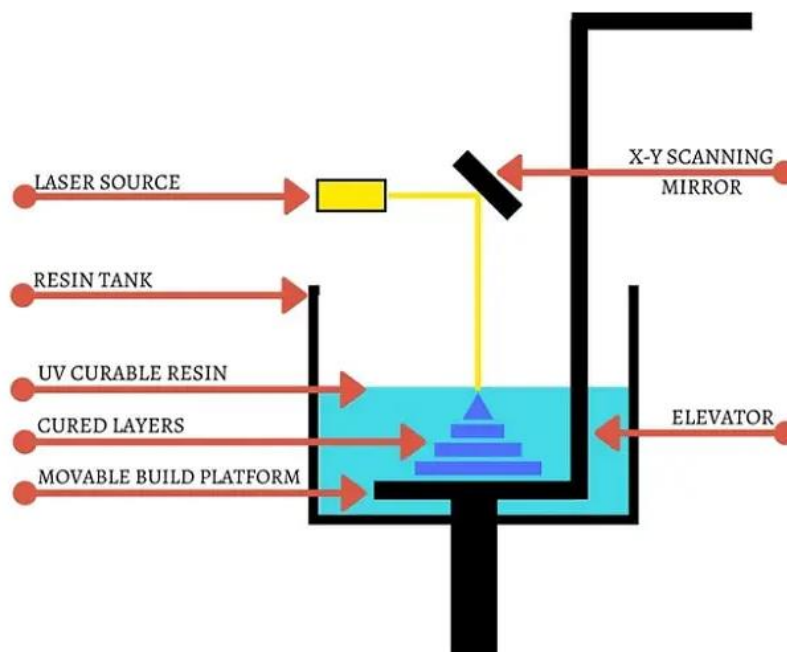 LASER SOURCE
X-Y SCANNING
MIRROR
RESIN TANK
UV CURABLE RESIN
CURED LAYERS
ELEVATOR
MOVABLE BUILD PLATFORM